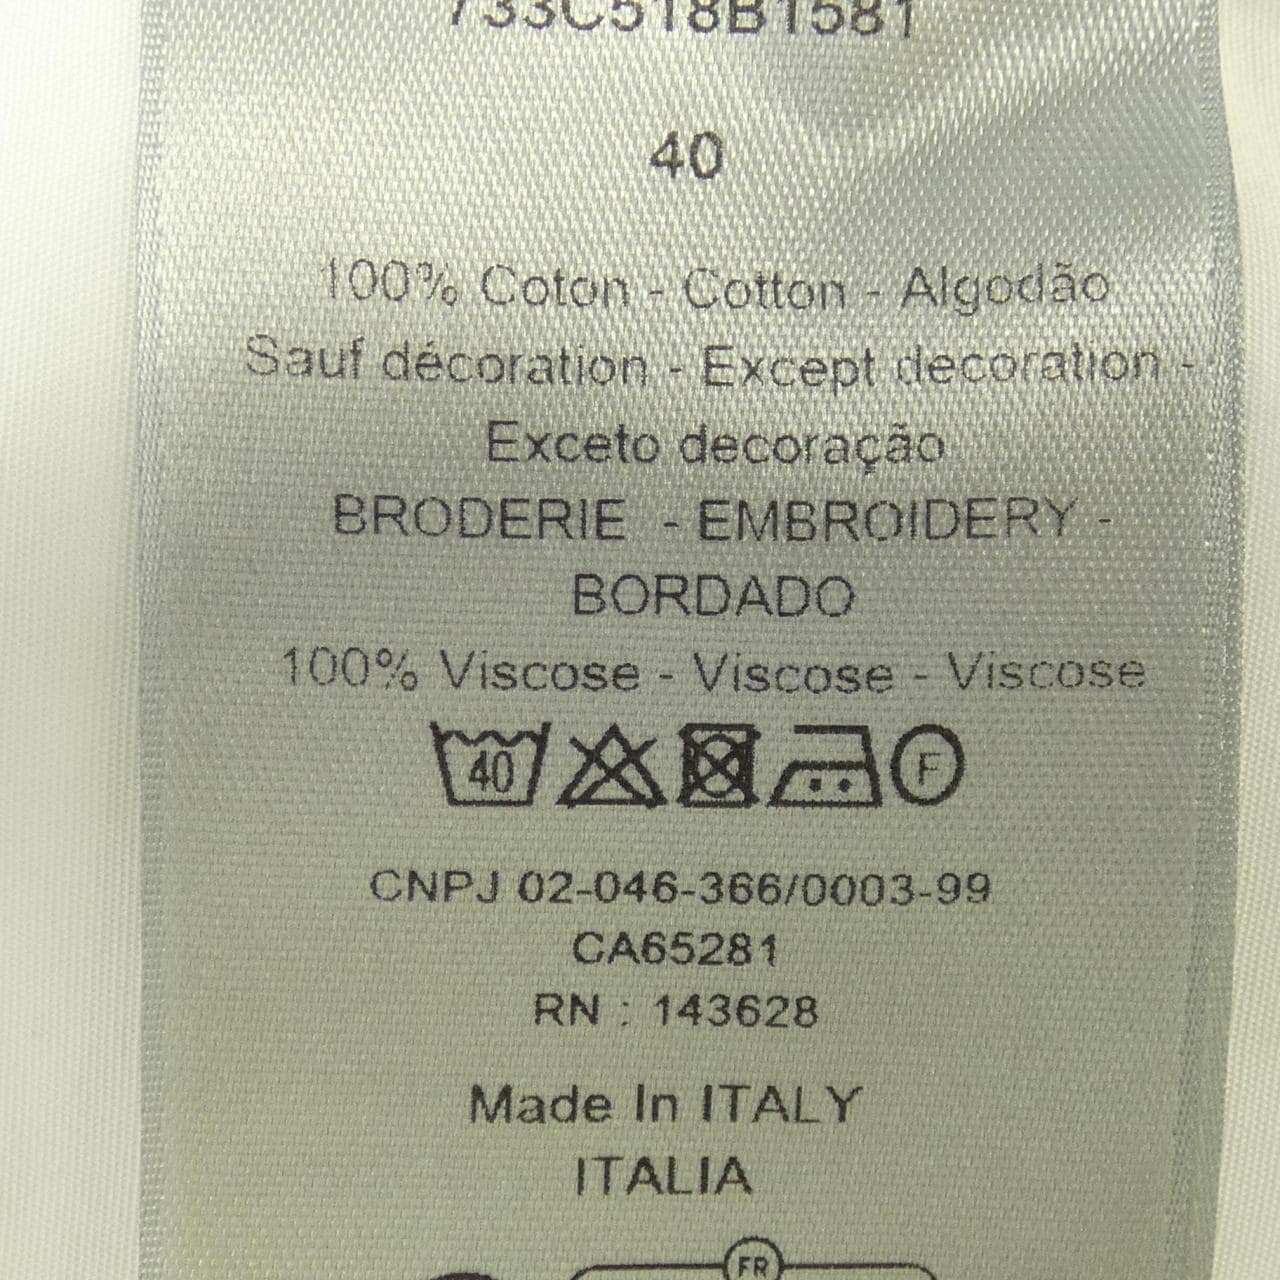 733C518B1581
40
100% Coton - Cotton - Algodão
Sauf décoration - Except decoration -
Exceto decoração
BRODERIE - EMBROIDERY -
BORDADO
100% Viscose - Viscose - Viscose
40 F
CNPJ 02-046-366/0003-99
CA65281
RN : 143628
Made In ITALY
ITALIA
FR